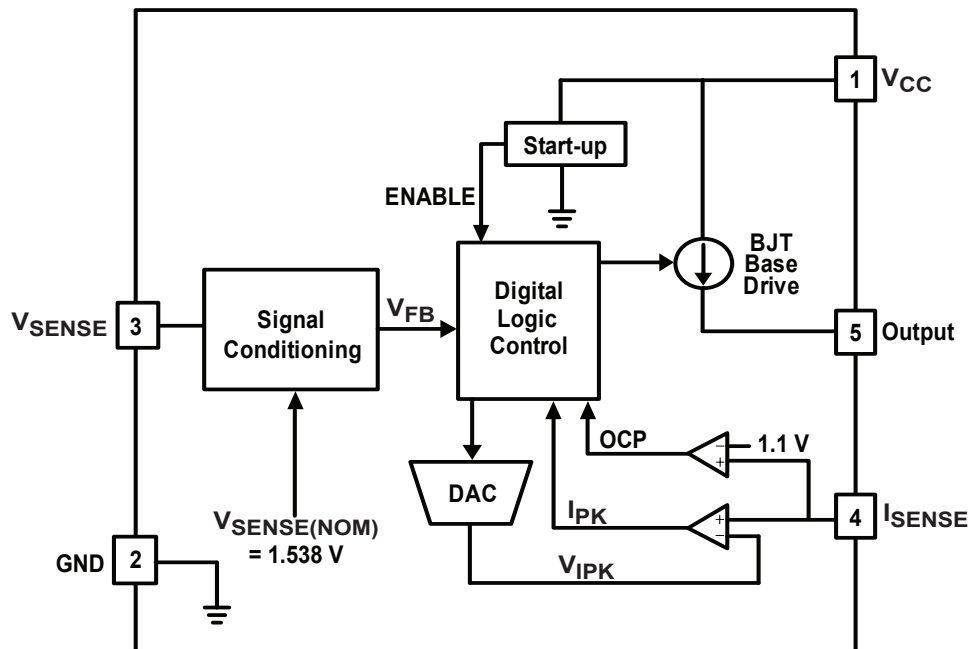 1
VCC
Start-up
ENABLE
BJT
Base
Drive
Digital
Logic
Control
VSENSE
3
Signal
Conditioning
VFB
5
Output
OCP
−
+
1.1 V
DAC
VSENSE(NOM)
= 1.538 V
IPK
+
−
4
ISENSE
GND
2
VIPK